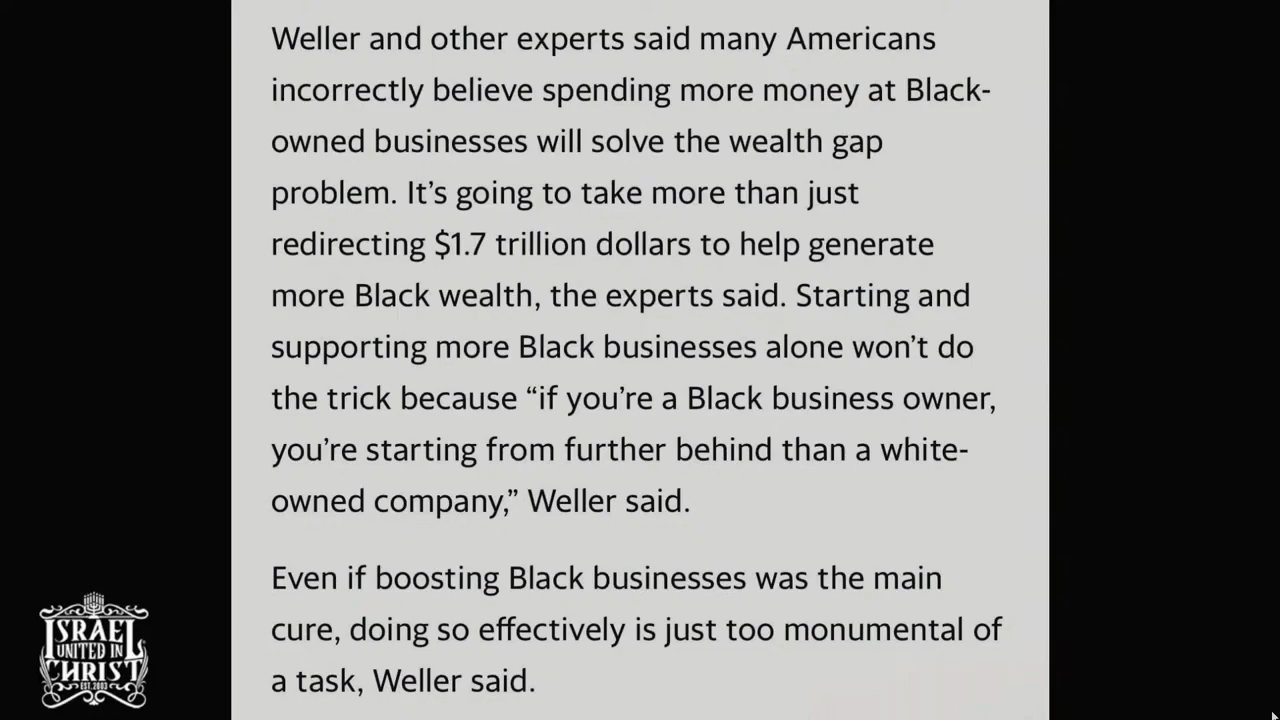 Weller and other experts said many Americans
incorrectly believe spending more money at Black-
owned businesses will solve the wealth gap
problem. It’s going to take more than just
redirecting $1.7 trillion dollars to help generate
more Black wealth, the experts said. Starting and
supporting more Black businesses alone won’t do
the trick because “if you’re a Black business owner,
you’re starting from further behind than a white-
owned company,” Weller said.
Even if boosting Black businesses was the main
cure, doing so effectively is just too monumental of
a task, Weller said.
ISRAEL
UNITED IN
CHRIST
EST. 2003